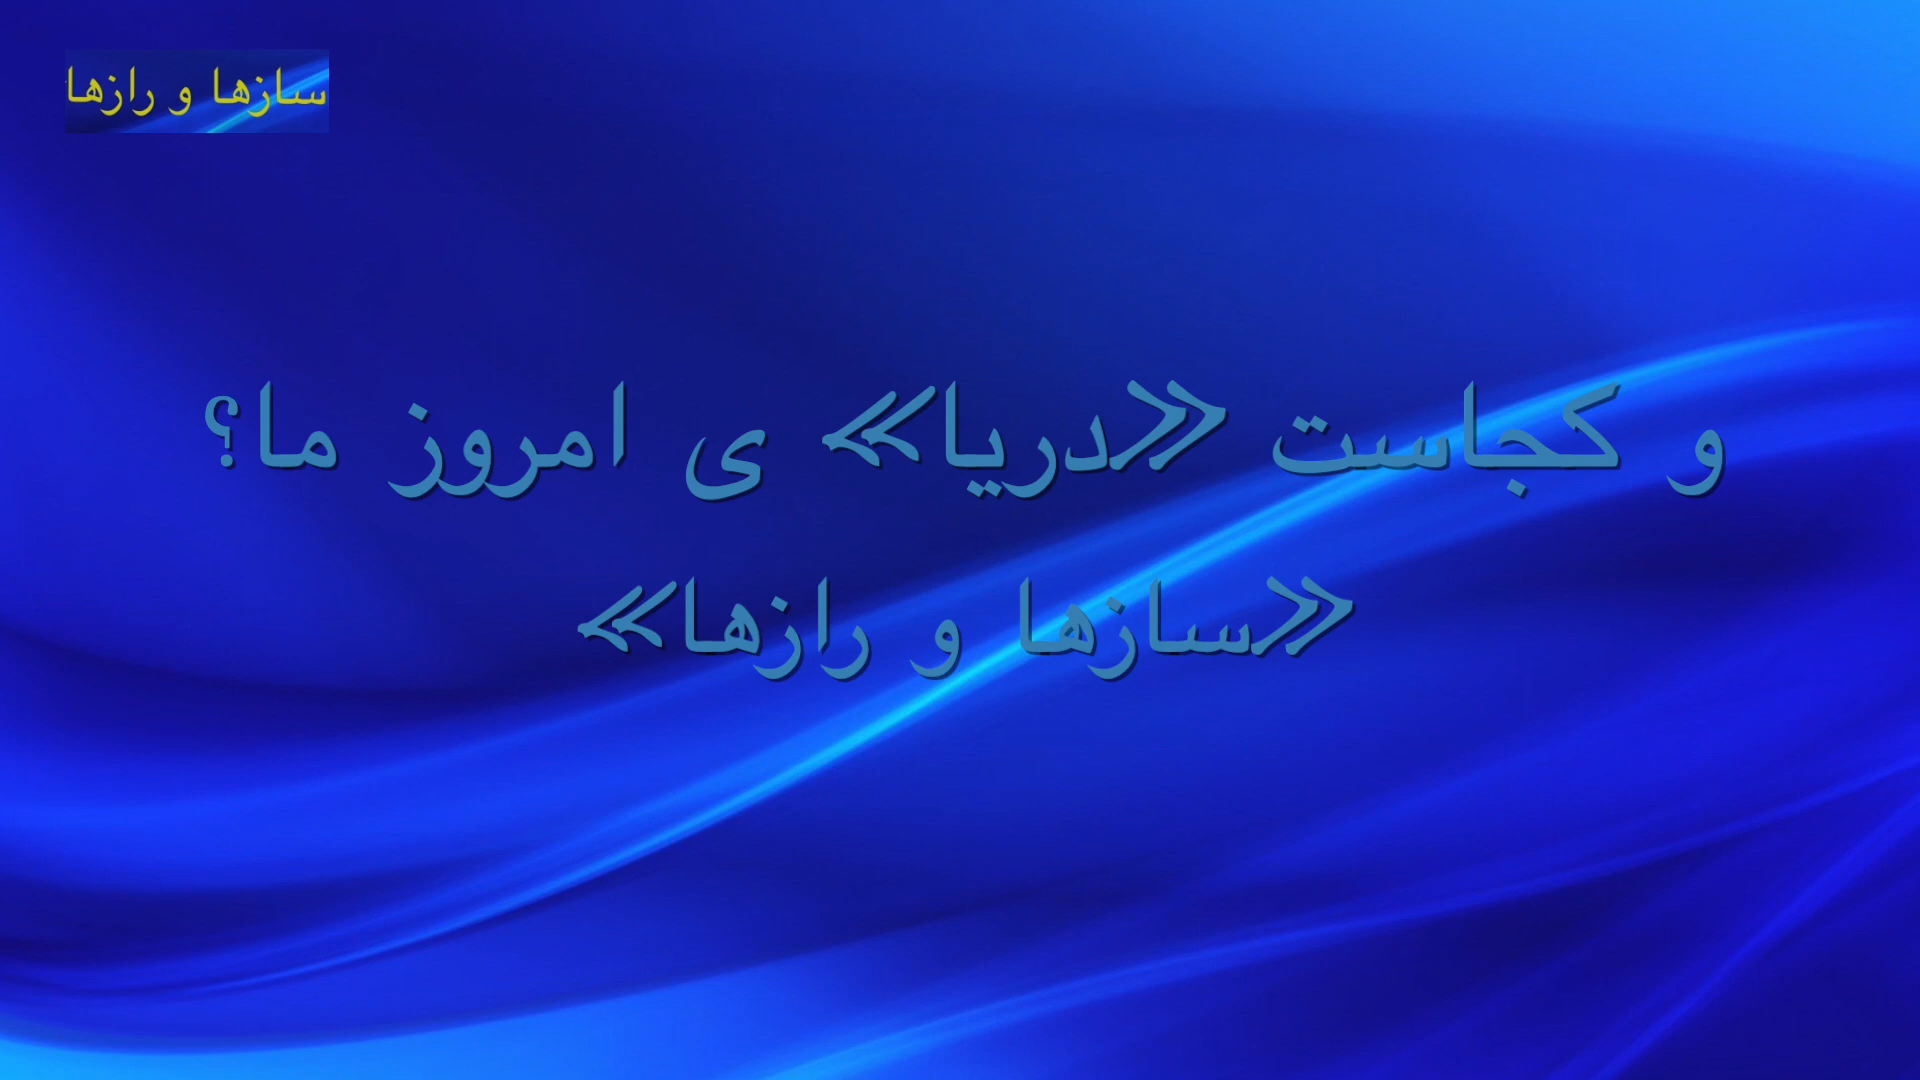 سازها و رازها
و کجاست «دریا» ی امروز ما؟
«سازها و رازها»